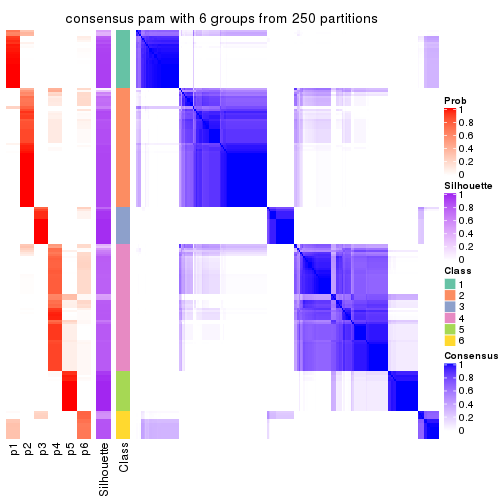 consensus pam with 6 groups from 250 partitions
Prob
1
0.8
0.6
0.4
0.2
0
Silhouette
1
0.8
0.6
0.4
0.2
0
Class
1
2
3
4
5
6
Consensus
1
0.8
0.6
0.4
0.2
0
p1
p2
p3
p4
p5
p6
Silhouette
Class